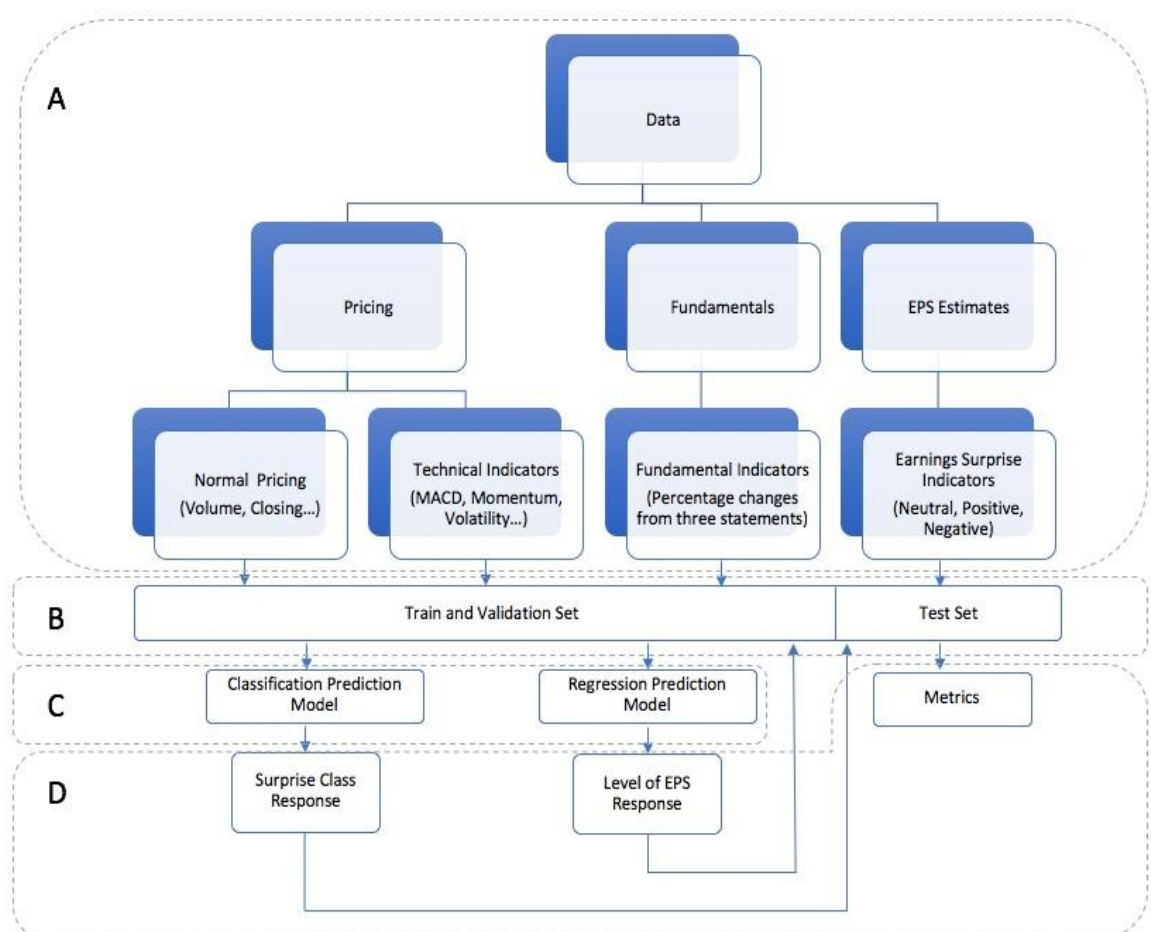 A
Data
Pricing
Fundamentals
EPS Estimates
Normal Pricing
(Volume, Closing...)
Technical Indicators
(MACD, Momentum,
Volatility...)
Fundamental Indicators
(Percentage changes
from three statements)
Earnings Surprise
Indicators
(Neutral, Positive,
Negative)
B
Train and Validation Set
Test Set
C
Classification Prediction
Model
Regression Prediction
Model
Metrics
D
Surprise Class
Response
Level of EPS
Response